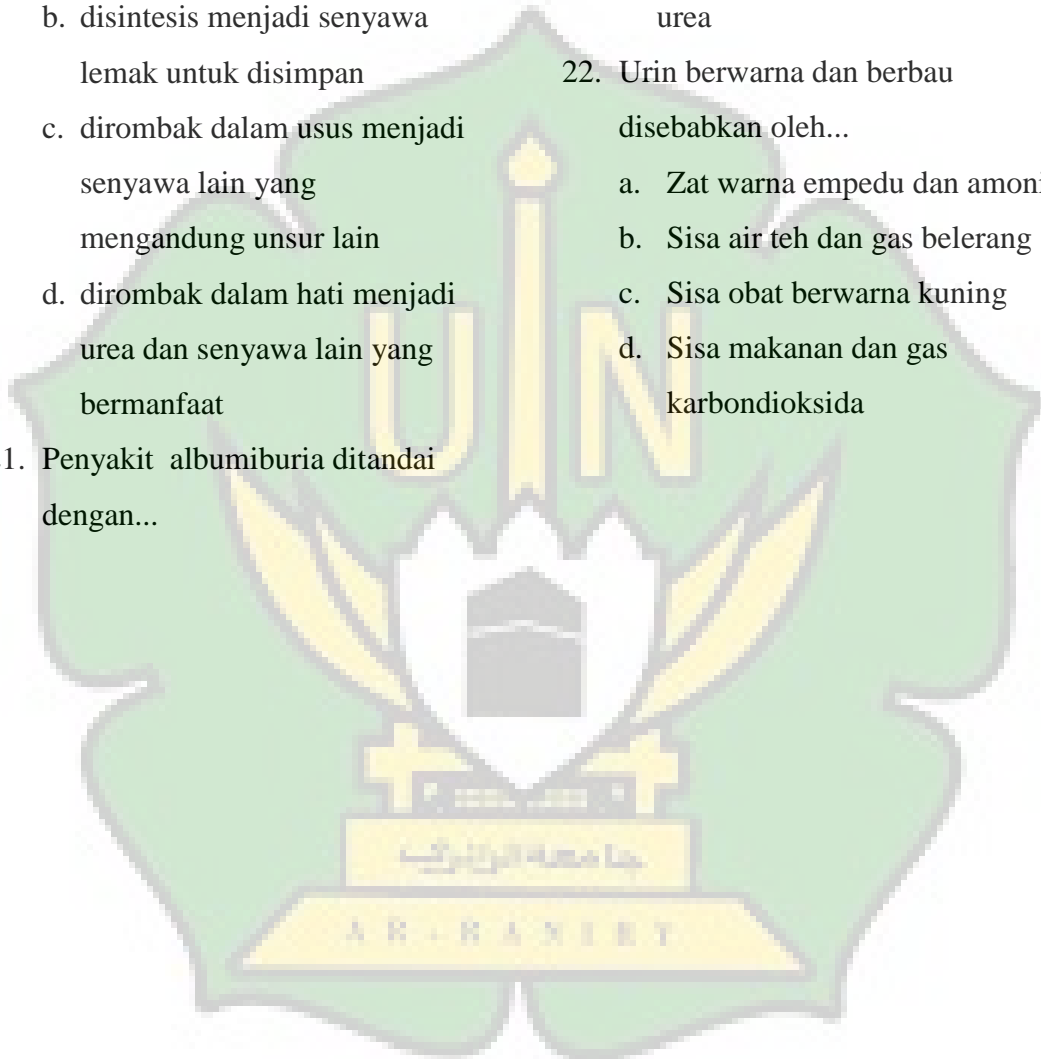 b. disintesis menjadi senyawa
lemak untuk disimpan
c. dirombak dalam usus menjadi
senyawa lain yang
mengandung unsur lain
d. dirombak dalam hati menjadi
urea dan senyawa lain yang
bermanfaat
1. Penyakit albumiburia ditandai
dengan...
urea
22. Urin berwarna dan berbau
disebabkan oleh...
a. Zat warna empedu dan amoni
b. Sisa air teh dan gas belerang
c. Sisa obat berwarna kuning
d. Sisa makanan dan gas
karbondioksida
UIN
جامعة الرانيري
AR-RANIRY